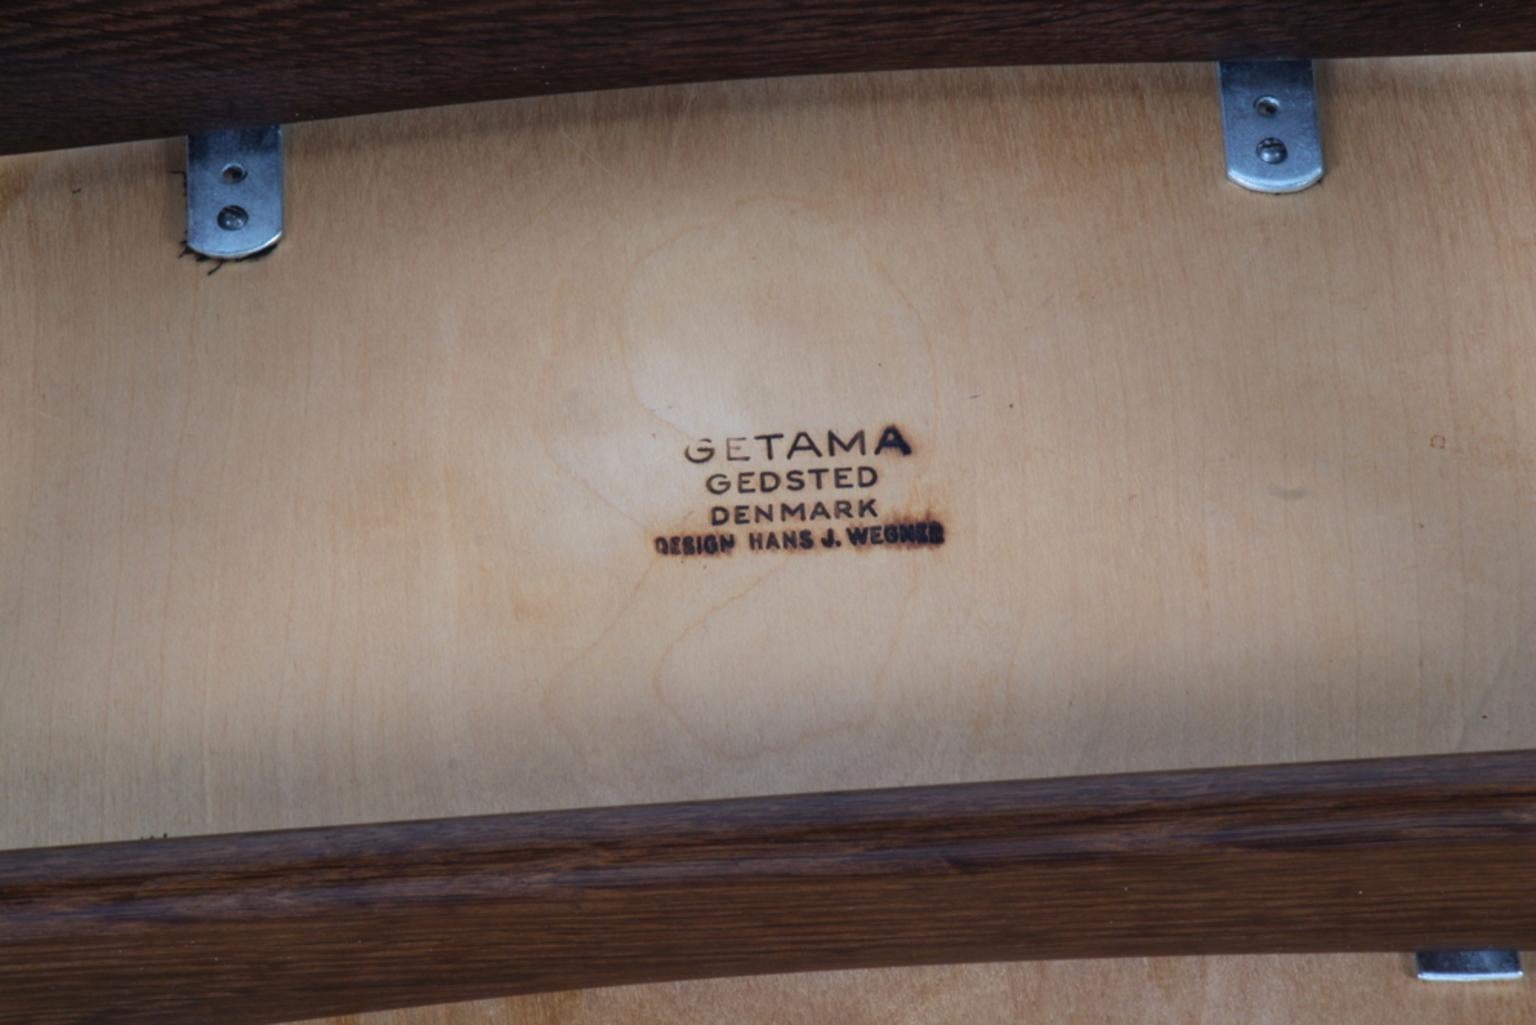 GETAMA
GEDSTED
DENMARK
DESIGN HANS J. WEGNER